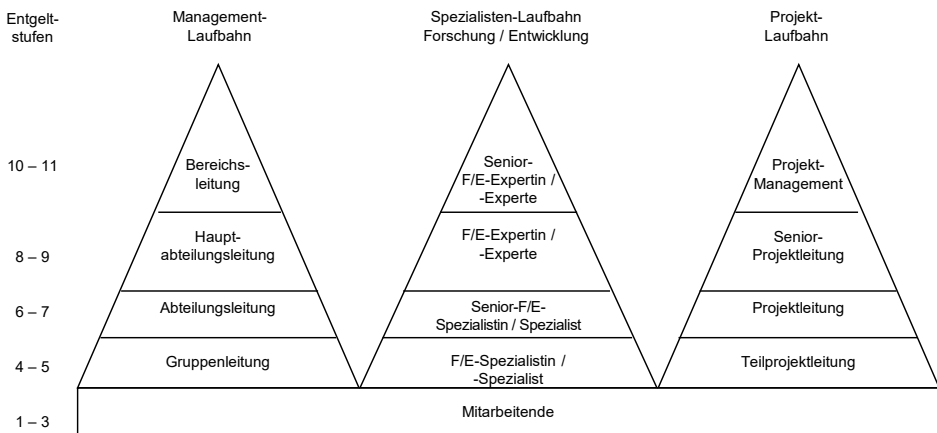 Entgelt-
stufen
Management-
Laufbahn
Spezialisten-Laufbahn
Forschung / Entwicklung
Projekt-
Laufbahn
10 – 11
Bereichs-
leitung
Senior-
F/E-Expertin /
-Experte
Projekt-
Management
8 – 9
Haupt-
abteilungsleitung
F/E-Expertin /
-Experte
Senior-
Projektleitung
6 – 7
Abteilungsleitung
Senior-F/E-
Spezialistin / Spezialist
Projektleitung
4 – 5
Gruppenleitung
F/E-Spezialistin /
-Spezialist
Teilprojektleitung
1 – 3
Mitarbeitende